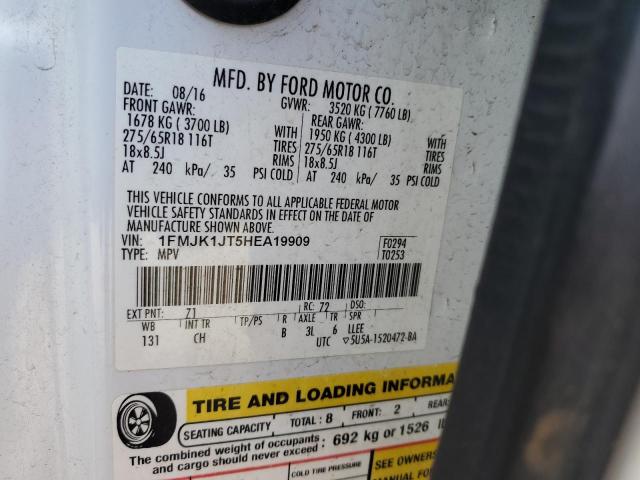 MFD. BY FORD MOTOR CO.
DATE: 08/16 GVWR: 3520 KG ( 7760 LB)
FRONT GAWR: REAR GAWR:
1678 KG ( 3700 LB) WITH 1950 KG ( 4300 LB) WITH
275/65R18 116T TIRES 275/65R18 116T TIRES
18x8.5J RIMS 18x8.5J RIMS
AT 240 kPa/ 35 PSI COLD AT 240 kPa/ 35 PSI COLD
THIS VEHICLE CONFORMS TO ALL APPLICABLE FEDERAL MOTOR
VEHICLE SAFETY STANDARDS IN EFFECT ON THE DATE OF
MANUFACTURE SHOWN ABOVE.
VIN: 1FMJK1JT5HEA19909 F0294
TYPE: MPV T0253
EXT PNT: Z1 RC: 72 DSO:
WB INT TR TP/PS R AXLE TR SPR
131 CH B 3L 6 LLEE
UTC ▽5U5A-1520472-BA
TIRE AND LOADING INFORMA
SEATING CAPACITY TOTAL: 8 FRONT: 2 REAR:
The combined weight of occupants
and cargo should never exceed: 692 kg or 1526
COLD TIRE PRESSURE SEE OWNERS
MANUAL FO